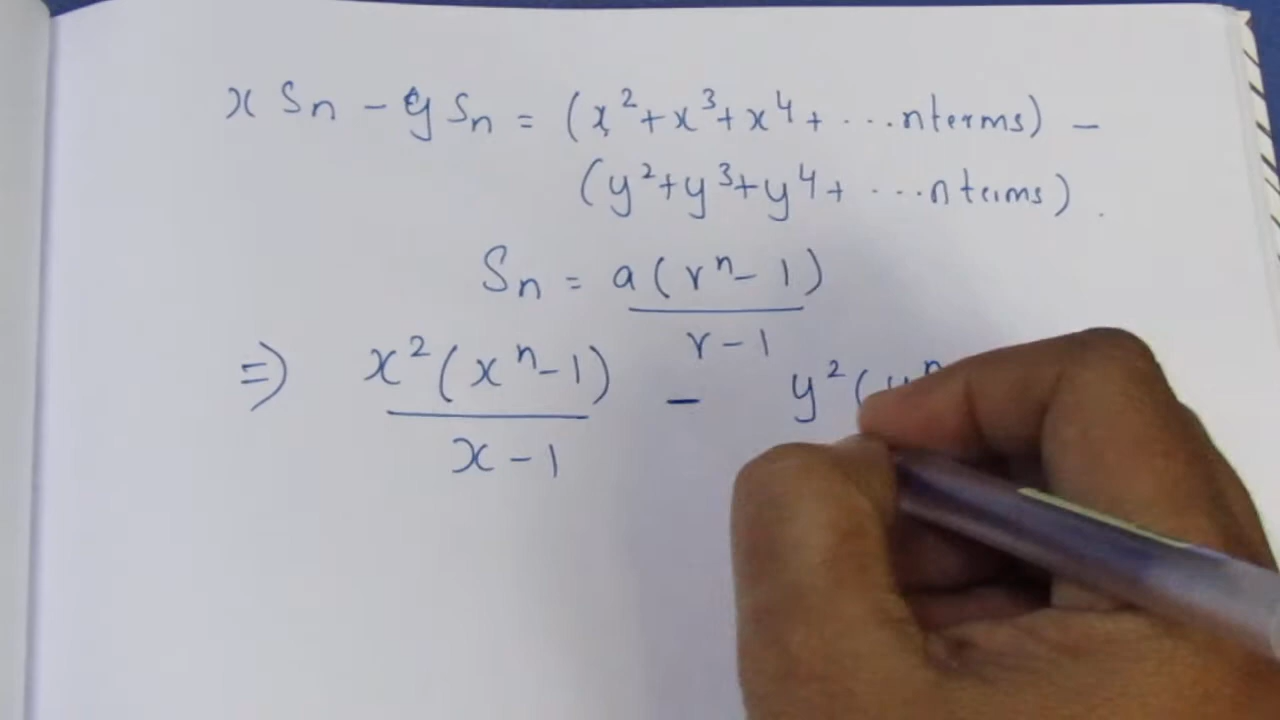 x Sn - y Sn = (x² + x³ + x⁴ + ... n terms) -
(y² + y³ + y⁴ + ... n terms).
Sn = a(rⁿ - 1)
r - 1
=> x²(xⁿ - 1) - y²(yⁿ
x - 1